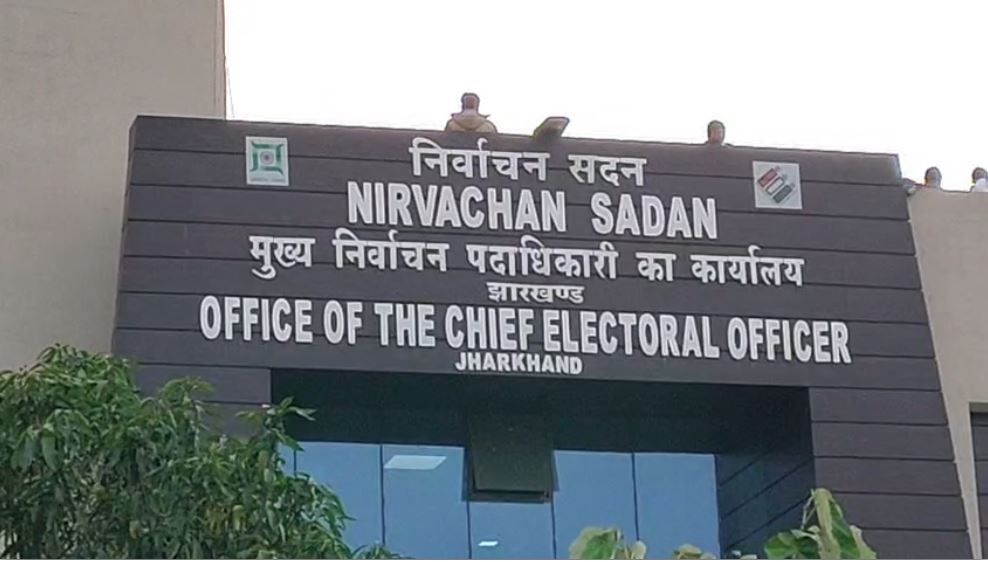 निर्वाचन सदन
NIRVACHAN SADAN
मुख्य निर्वाचन पदाधिकारी का कार्यालय
झारखण्ड
OFFICE OF THE CHIEF ELECTORAL OFFICER
JHARKHAND